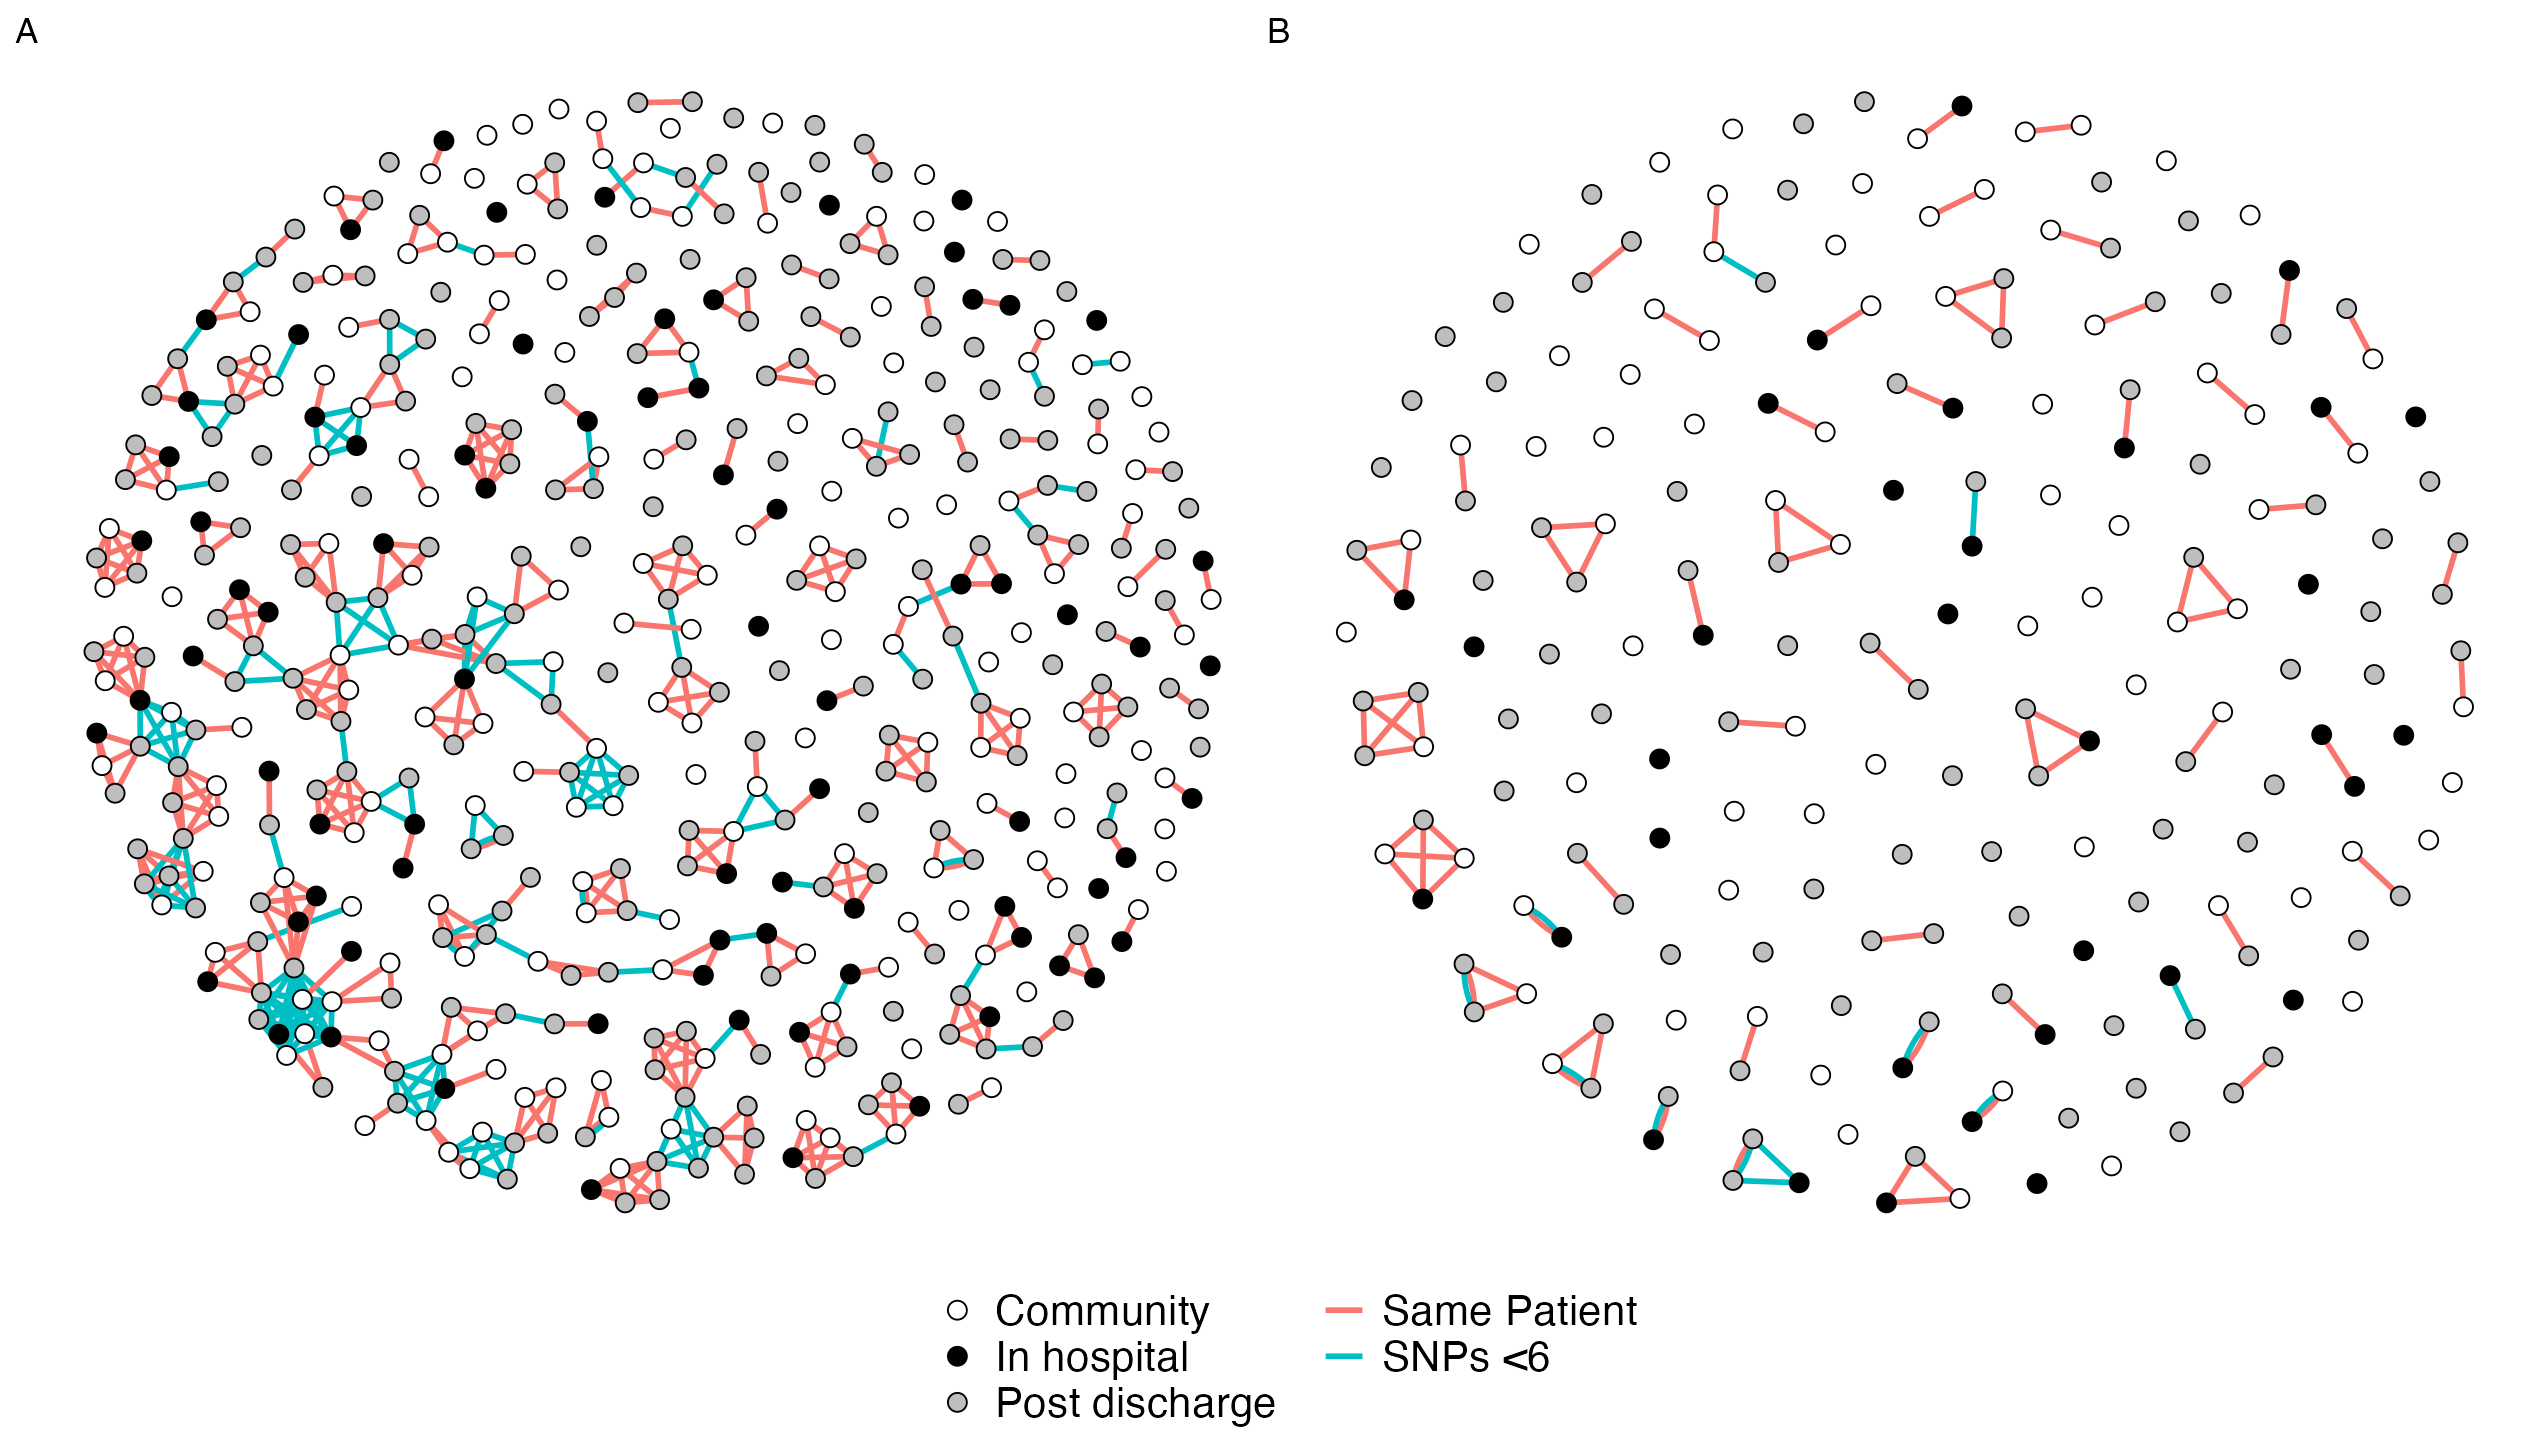 A
B
Community
Same Patient
In hospital
SNPs <6
Post discharge